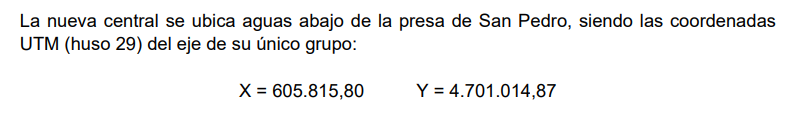 La nueva central se ubica aguas abajo de la presa de San Pedro, siendo las coordenadas
UTM (huso 29) del eje de su único grupo:
X = 605.815,80 Y = 4.701.014,87